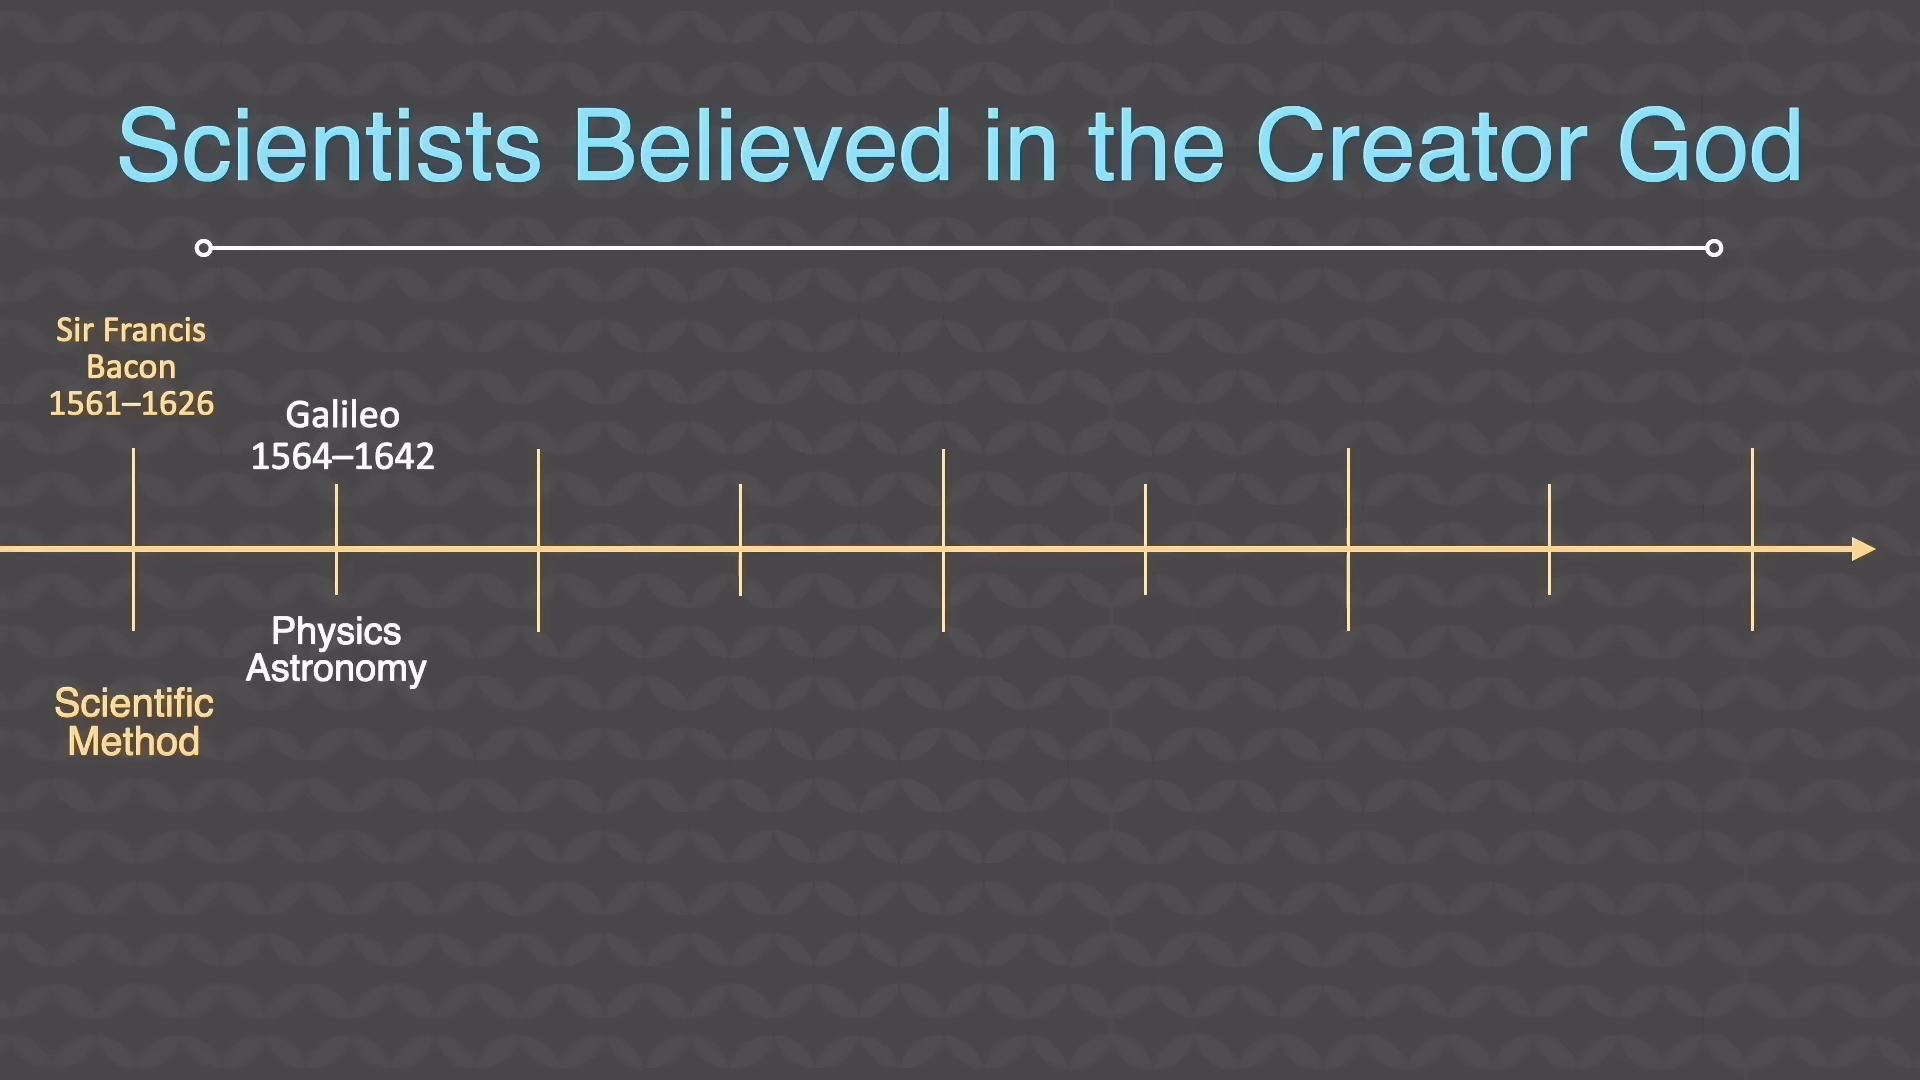 Scientists Believed in the Creator God
Sir Francis
Bacon
1561–1626
Galileo
1564–1642
Physics
Astronomy
Scientific
Method